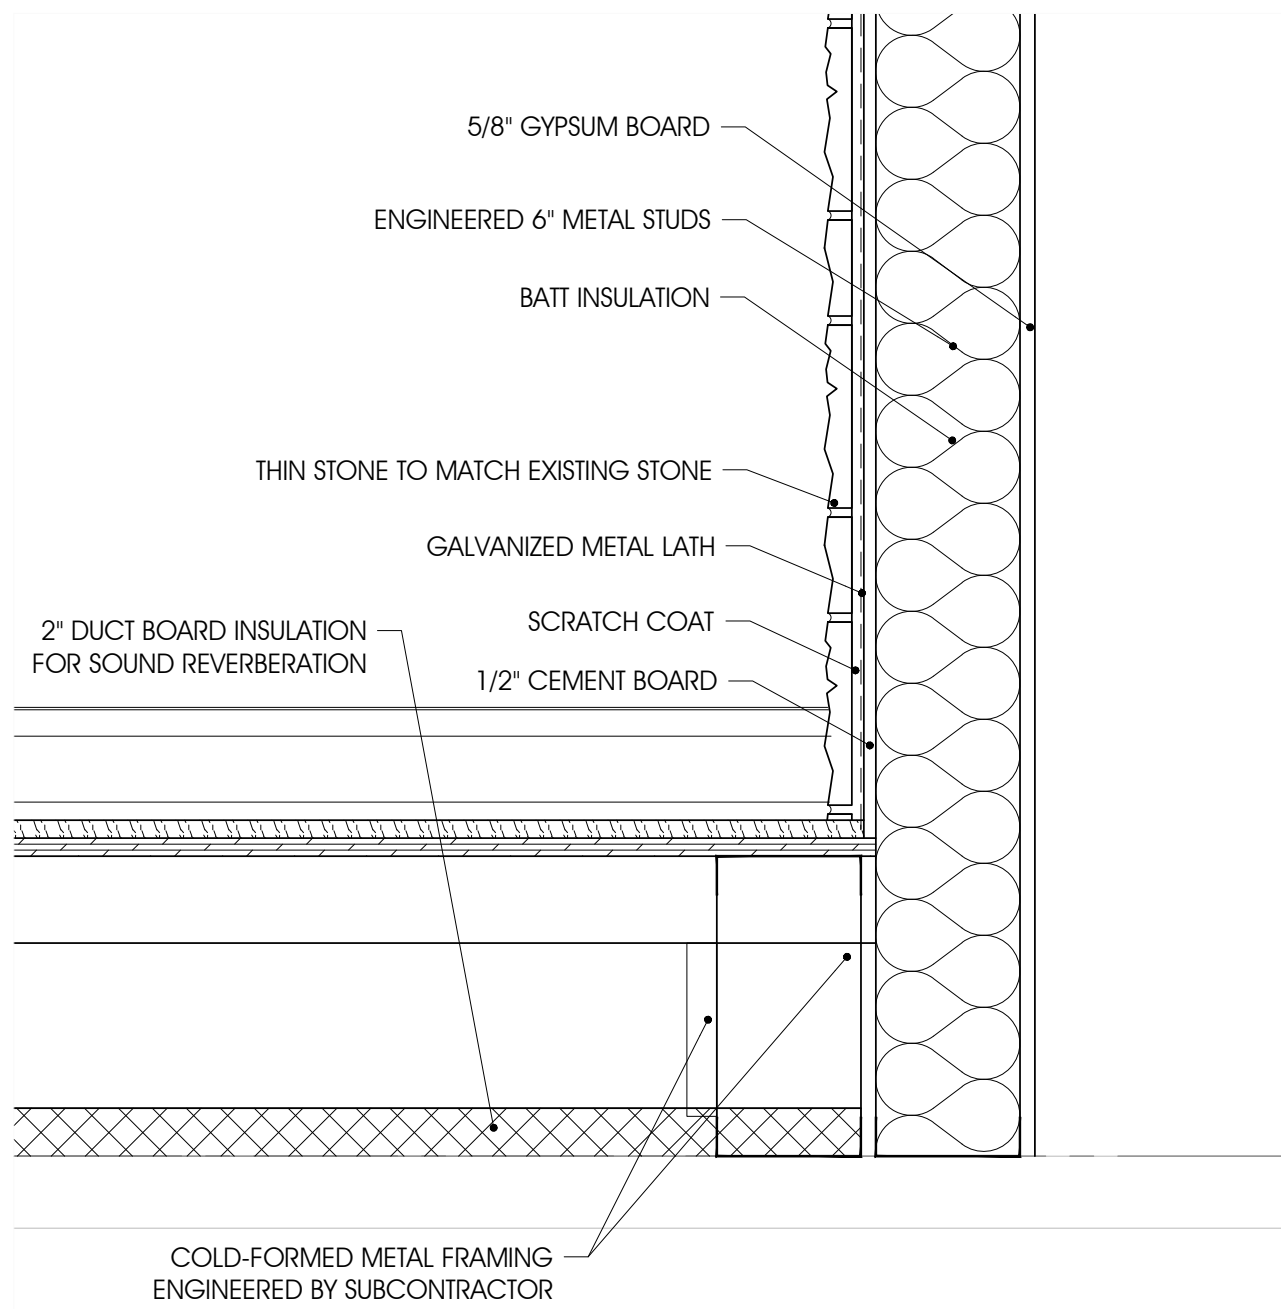 5/8" GYPSUM BOARD
ENGINEERED 6" METAL STUDS
BATT INSULATION
THIN STONE TO MATCH EXISTING STONE
GALVANIZED METAL LATH
SCRATCH COAT
2" DUCT BOARD INSULATION
FOR SOUND REVERBERATION
1/2" CEMENT BOARD
COLD-FORMED METAL FRAMING
ENGINEERED BY SUBCONTRACTOR